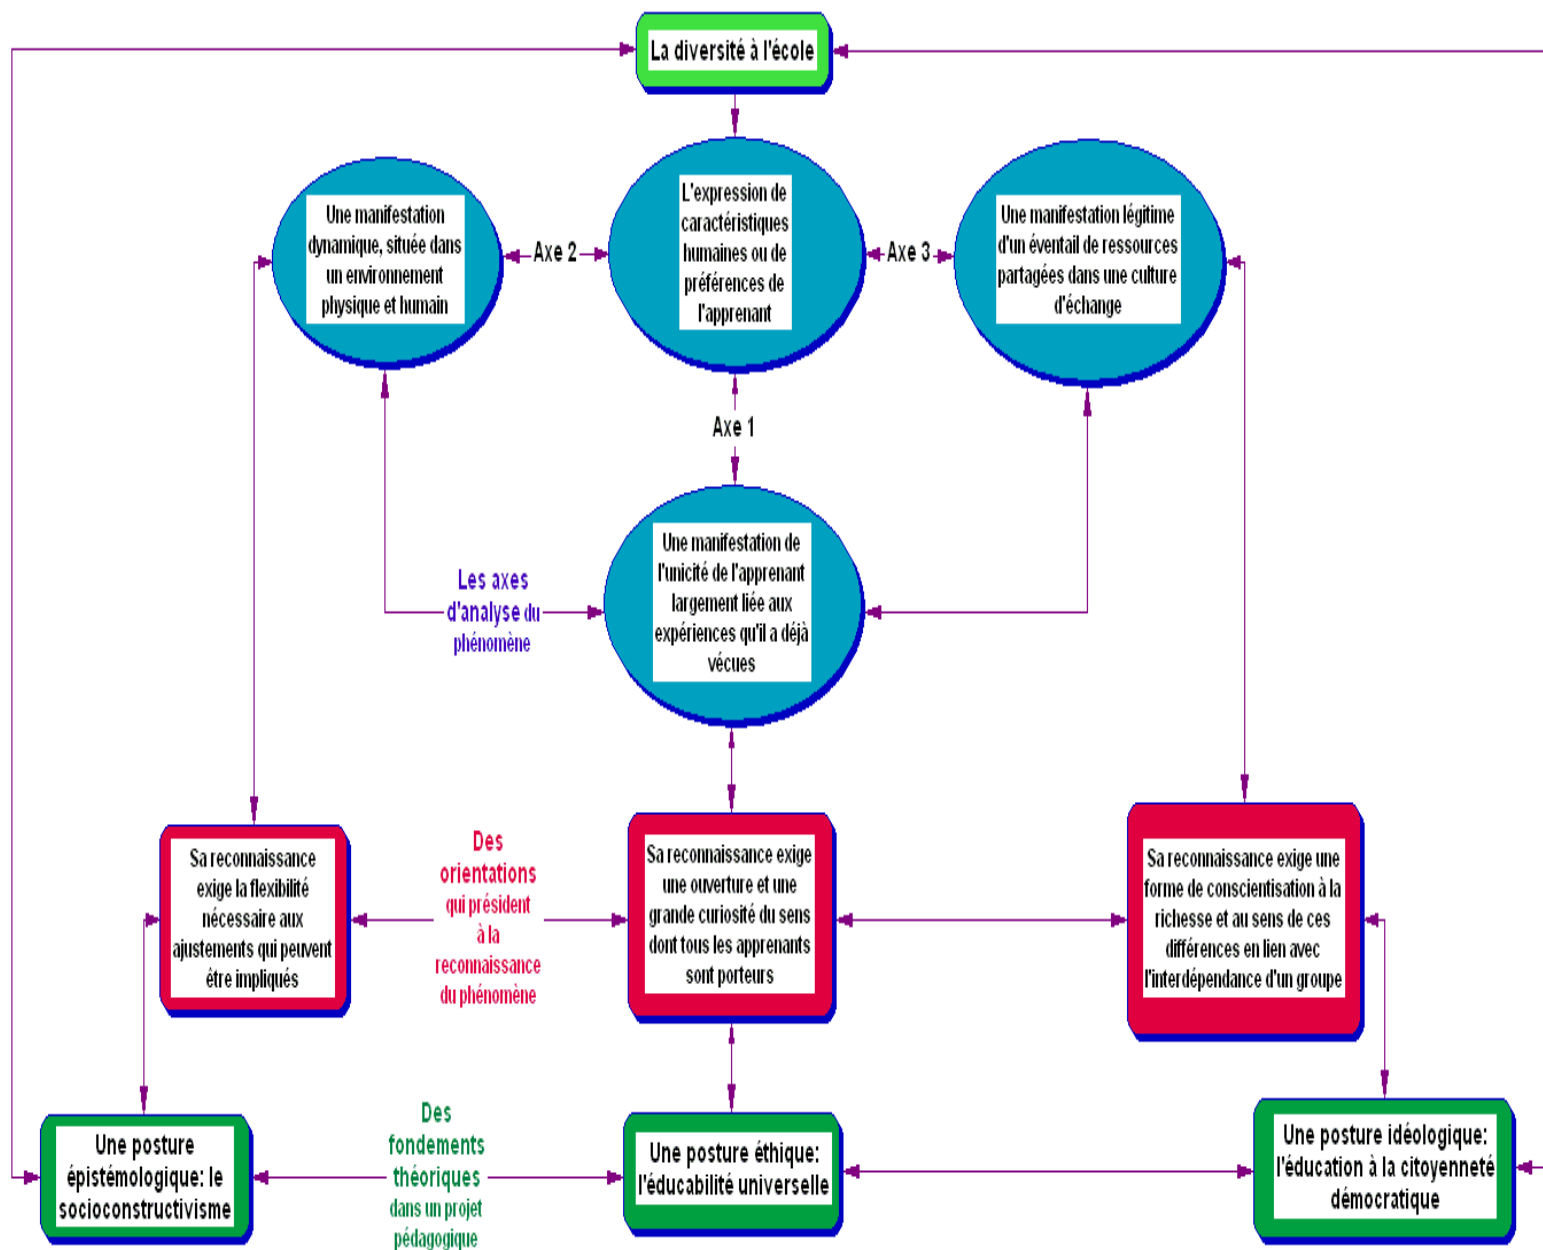 La diversité à l'école
Une manifestation
dynamique, située dans
un environnement
physique et humain
Axe 2
L'expression de
caractéristiques
humaines ou de
préférences de
l'apprenant
Axe 3
Une manifestation légitime
d'un éventail de ressources
partagées dans une culture
d'échange
Axe 1
Les axes
d'analyse du
phénomène
Une manifestation de
l'unicité de l'apprenant
largement liée aux
expériences qu'il a déjà
vécues
Sa reconnaissance
exige la flexibilité
nécessaire aux
ajustements qui peuvent
être impliqués
Des
orientations
qui président
à la
reconnaissance
du phénomène
Sa reconnaissance exige
une ouverture et une
grande curiosité du sens
dont tous les apprenants
sont porteurs
Sa reconnaissance exige une
forme de conscientisation à la
richesse et au sens de ces
différences en lien avec
l'interdépendance d'un groupe
Une posture
épistémologique: le
socioconstructivisme
Des
fondements
théoriques
dans un projet
pédagogique
Une posture éthique:
l'éducabilité universelle
Une posture idéologique:
l'éducation à la citoyenneté
démocratique